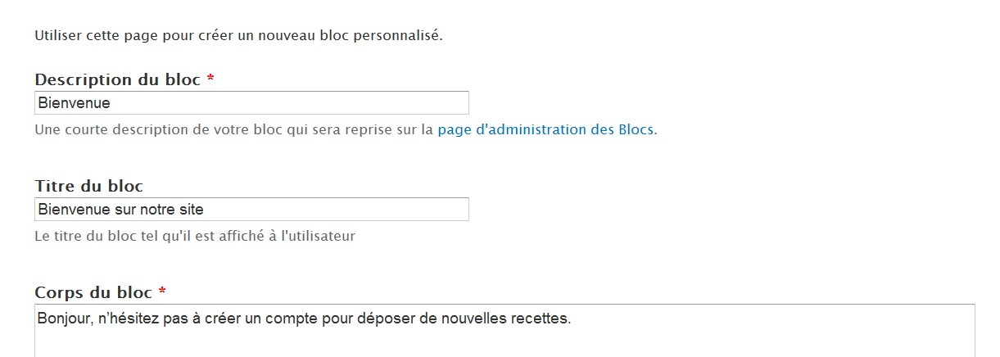 Utiliser cette page pour créer un nouveau bloc personnalisé.
Description du bloc *
Bienvenue
Une courte description de votre bloc qui sera reprise sur la page d'administration des Blocs.
Titre du bloc
Bienvenue sur notre site
Le titre du bloc tel qu'il est affiché à l'utilisateur
Corps du bloc *
Bonjour, n’hésitez pas à créer un compte pour déposer de nouvelles recettes.